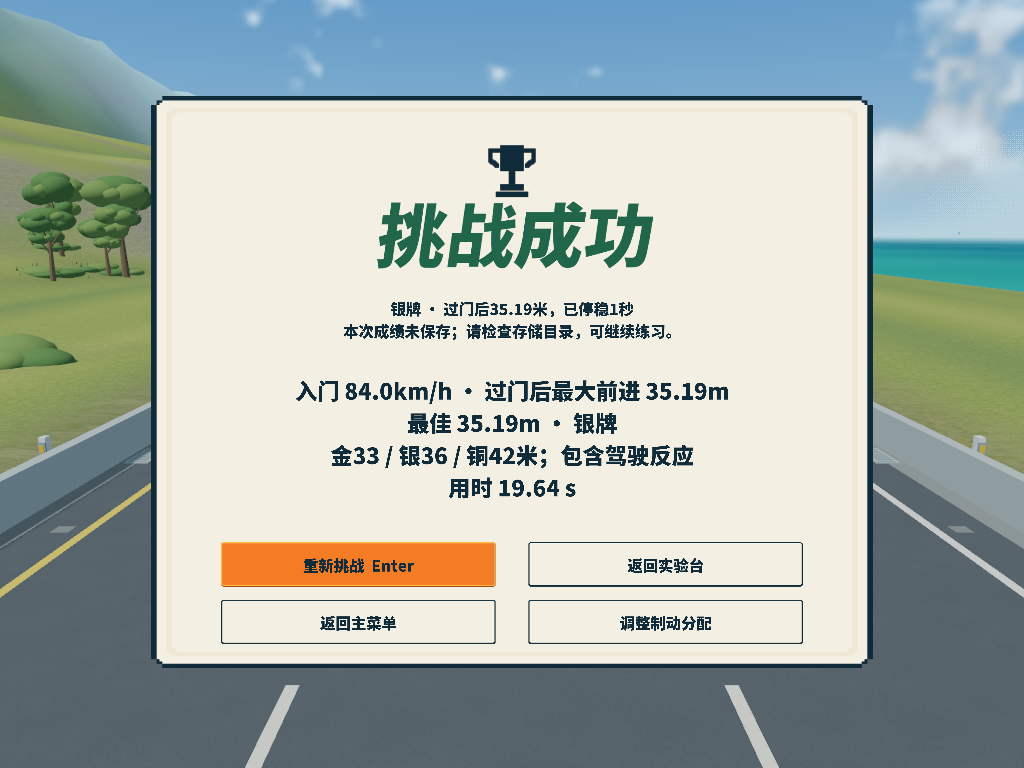 挑战成功
银牌 · 过门后35.19米，已停稳1秒
本次成绩未保存；请检查存储目录，可继续练习。
入门 84.0km/h · 过门后最大前进 35.19m
最佳 35.19m · 银牌
金33 / 银36 / 铜42米；包含驾驶反应
用时 19.64 s
重新挑战 Enter
返回实验台
返回主菜单
调整制动分配